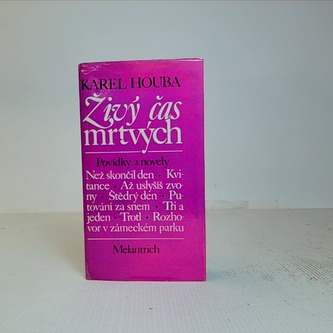 KAREL HOUBA
Živý čas
mrtvých
Povídky a novely
Než skončil den · Kvi-
tance · Až uslyšíš zvo-
ny · Štědrý den · Pu-
tování za snem · Tři a
jeden · Trotl · Rozho-
vor v zámeckém parku
Melantrich